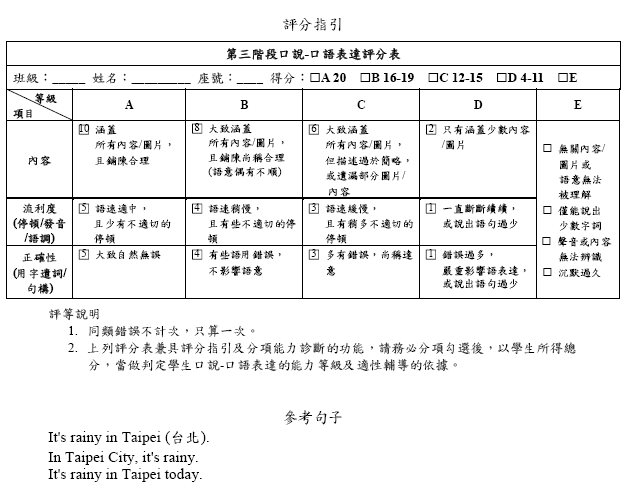 評分指引
第三階段口說-口語表達評分表
班級：_____ 姓名：_________ 座號：____ 得分：□A 20 □B 16-19 □C 12-15 □D 4-11 □E
等級
項目
A
B
C
D
E
內容
10 涵蓋
所有內容/圖片，
且鋪陳合理
8 大致涵蓋
所有內容/圖片，
且鋪陳尚稱合理
(語意偶有不順)
6 大致涵蓋
所有內容/圖片，
但描述過於簡略，
或遺漏部分圖片/
內容
2 只有涵蓋少數內容
/圖片
□ 無關內容/
圖片或
語意無法
被理解
□ 僅能說出
少數字詞
□ 聲音或內容
無法辨識
□ 沉默過久
流利度
(停頓/發音
/語調)
5 語速適中，
且少有不適切的
停頓
4 語速稍慢，
且有些不適切的停
頓
3 語速緩慢，
且有稍多不適切的
停頓
1 一直斷斷續續，
或說出語句過少
正確性
(用字遣詞/
句構)
5 大致自然無誤
4 有些語用錯誤，
不影響語意
3 多有錯誤，尚稱達
意
1 錯誤過多，
嚴重影響語言表達，
或說出語句過少
評等說明
1. 同類錯誤不計次，只算一次。
2. 上列評分表兼具評分指引及分項能力診斷的功能，請務必分項勾選後，以學生所得總
分，當做判定學生口說-口語表達的能力等級及適性輔導的依據。
參考句子
It's rainy in Taipei (台北).
In Taipei City, it's rainy.
It's rainy in Taipei today.